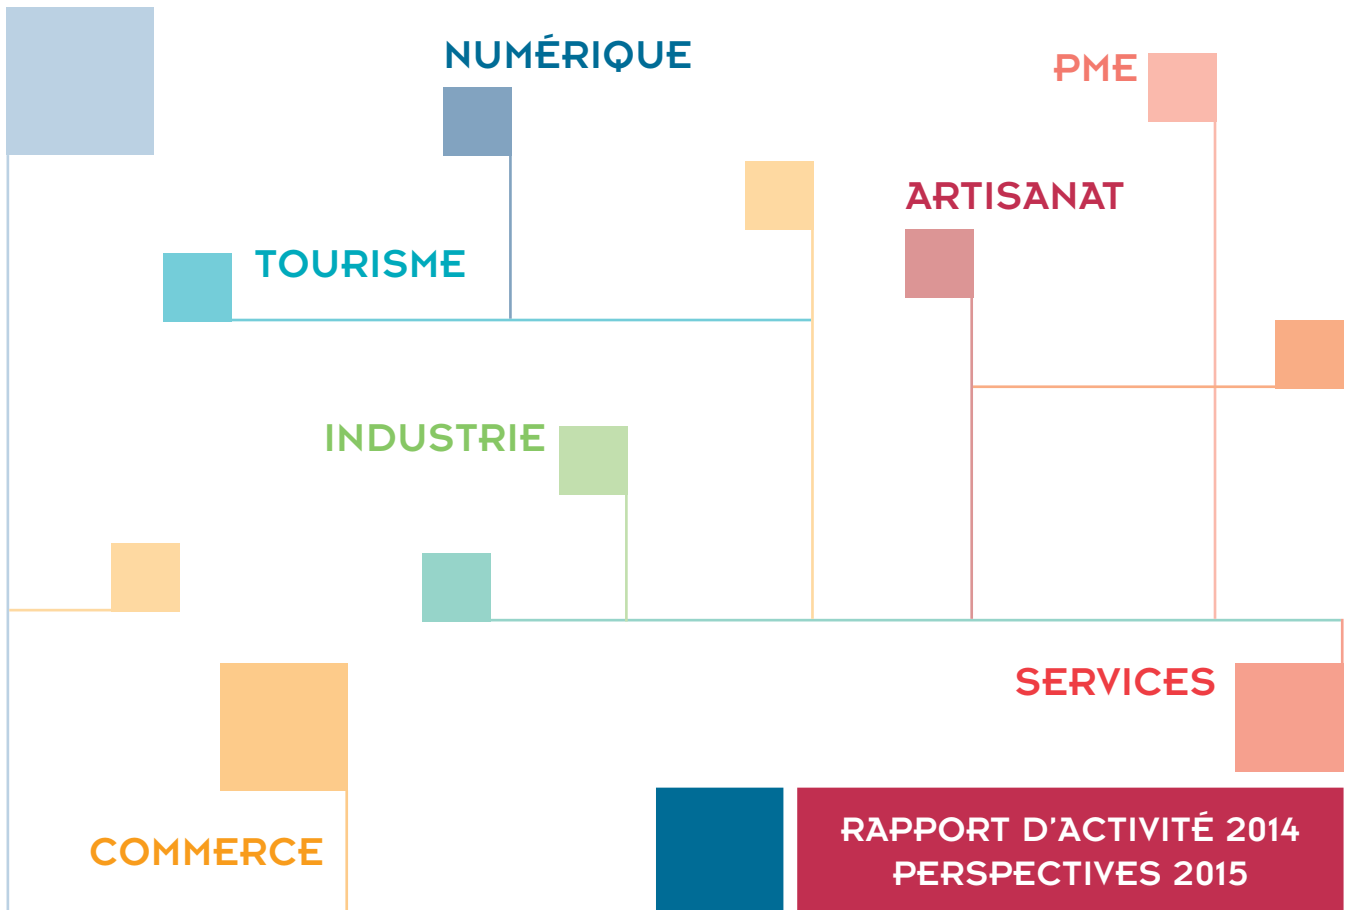 NUMÉRIQUE
PME
ARTISANAT
TOURISME
INDUSTRIE
SERVICES
COMMERCE
RAPPORT D'ACTIVITÉ 2014
PERSPECTIVES 2015